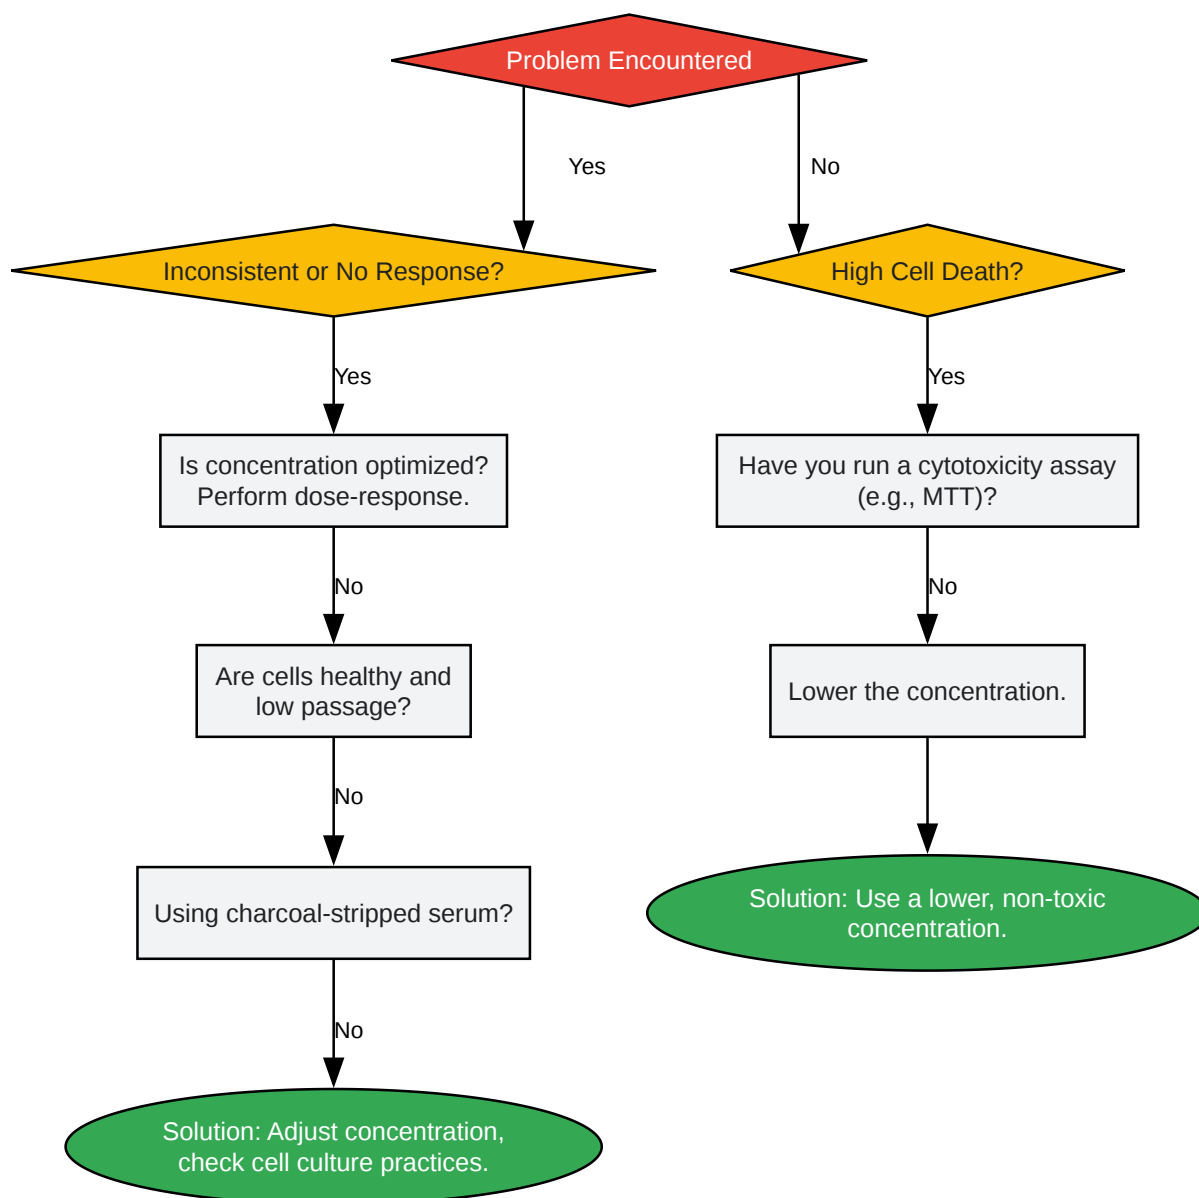 Problem Encountered
Yes
No
Inconsistent or No Response?
High Cell Death?
Yes
Yes
Is concentration optimized?
Perform dose-response.
Have you run a cytotoxicity assay
(e.g., MTT)?
No
No
Are cells healthy and
low passage?
Lower the concentration.
No
Using charcoal-stripped serum?
Solution: Use a lower, non-toxic
concentration.
No
Solution: Adjust concentration,
check cell culture practices.